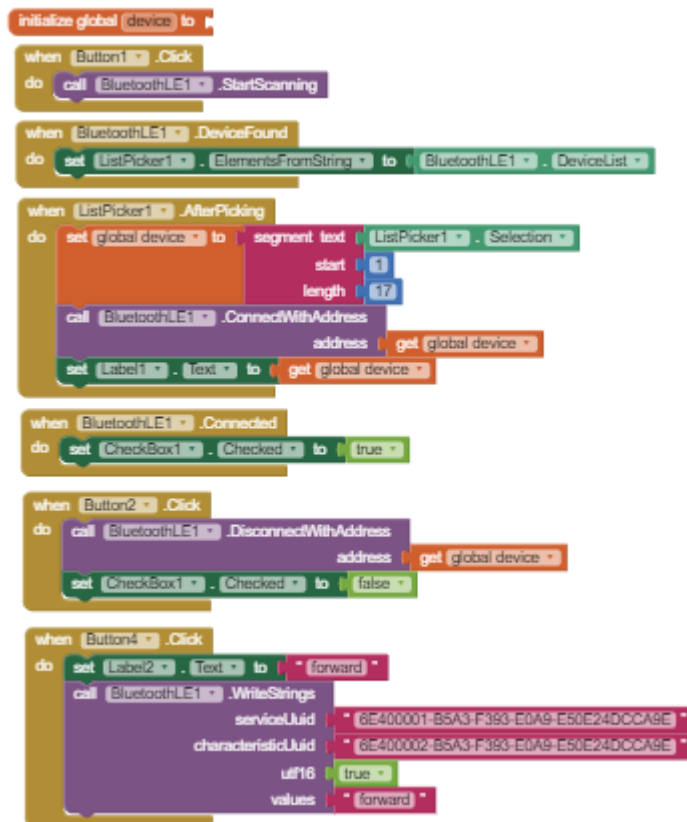 initialize global device to
when Button1 .Click
do call BluetoothLE1 .StartScanning
when BluetoothLE1 .DeviceFound
do set ListPicker1 . ElementsFromString to BluetoothLE1 . DeviceList
when ListPicker1 .AfterPicking
do set global device to segment text ListPicker1 . Selection
start 1
length 17
call BluetoothLE1 .ConnectWithAddress
address get global device
set Label1 . Text to get global device
when BluetoothLE1 .Connected
do set CheckBox1 . Checked to true
when Button2 .Click
do call BluetoothLE1 .DisconnectWithAddress
address get global device
set CheckBox1 . Checked to false
when Button4 .Click
do set Label2 . Text to " forward "
call BluetoothLE1 .WriteStrings
serviceUuid " 6E400001-B5A3-F393-E0A9-E50E24DCCA9E "
characteristicUuid " 6E400002-B5A3-F393-E0A9-E50E24DCCA9E "
utf16 true
values " forward "